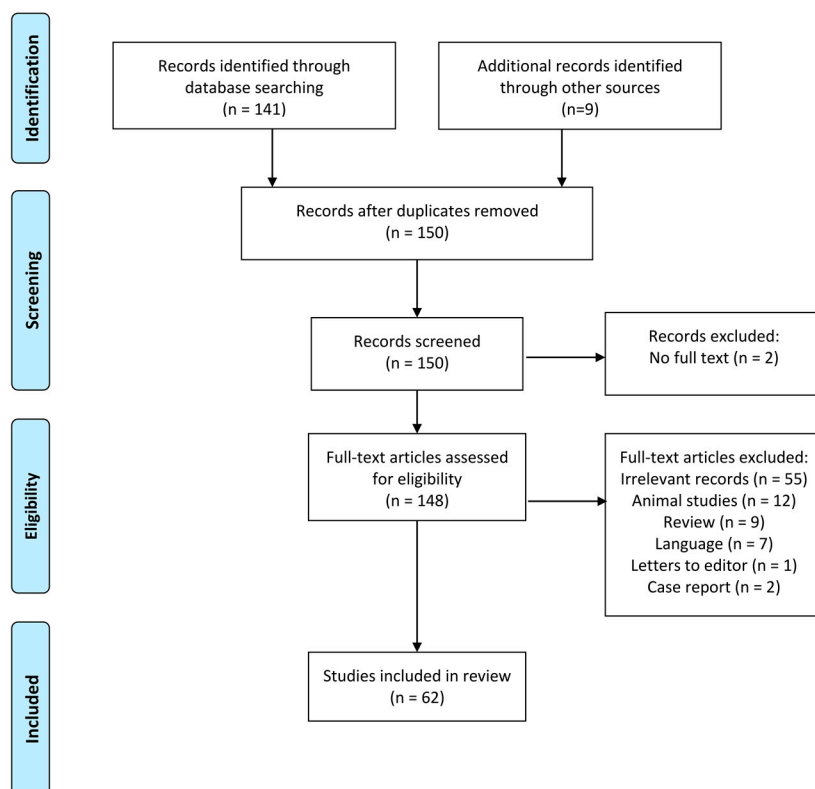 Identification
Records identified through
database searching
(n = 141)
Additional records identified
through other sources
(n=9)
Screening
Records after duplicates removed
(n = 150)
Records screened
(n = 150)
Records excluded:
No full text (n = 2)
Eligibility
Full-text articles assessed
for eligibility
(n = 148)
Full-text articles excluded:
Irrelevant records (n = 55)
Animal studies (n = 12)
Review (n = 9)
Language (n = 7)
Letters to editor (n = 1)
Case report (n = 2)
Included
Studies included in review
(n = 62)